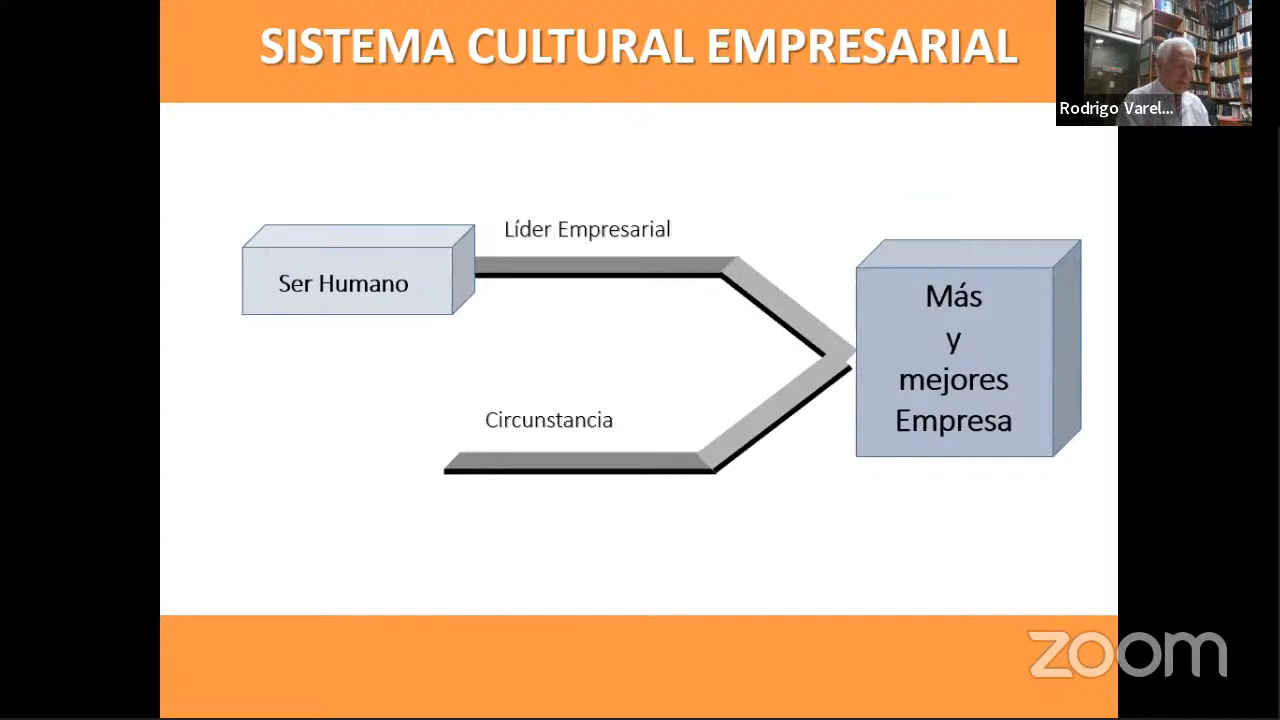 SISTEMA CULTURAL EMPRESARIAL
Rodrigo Varel...
Líder Empresarial
Ser Humano
Más
y
mejores
Empresa
Circunstancia
zoom